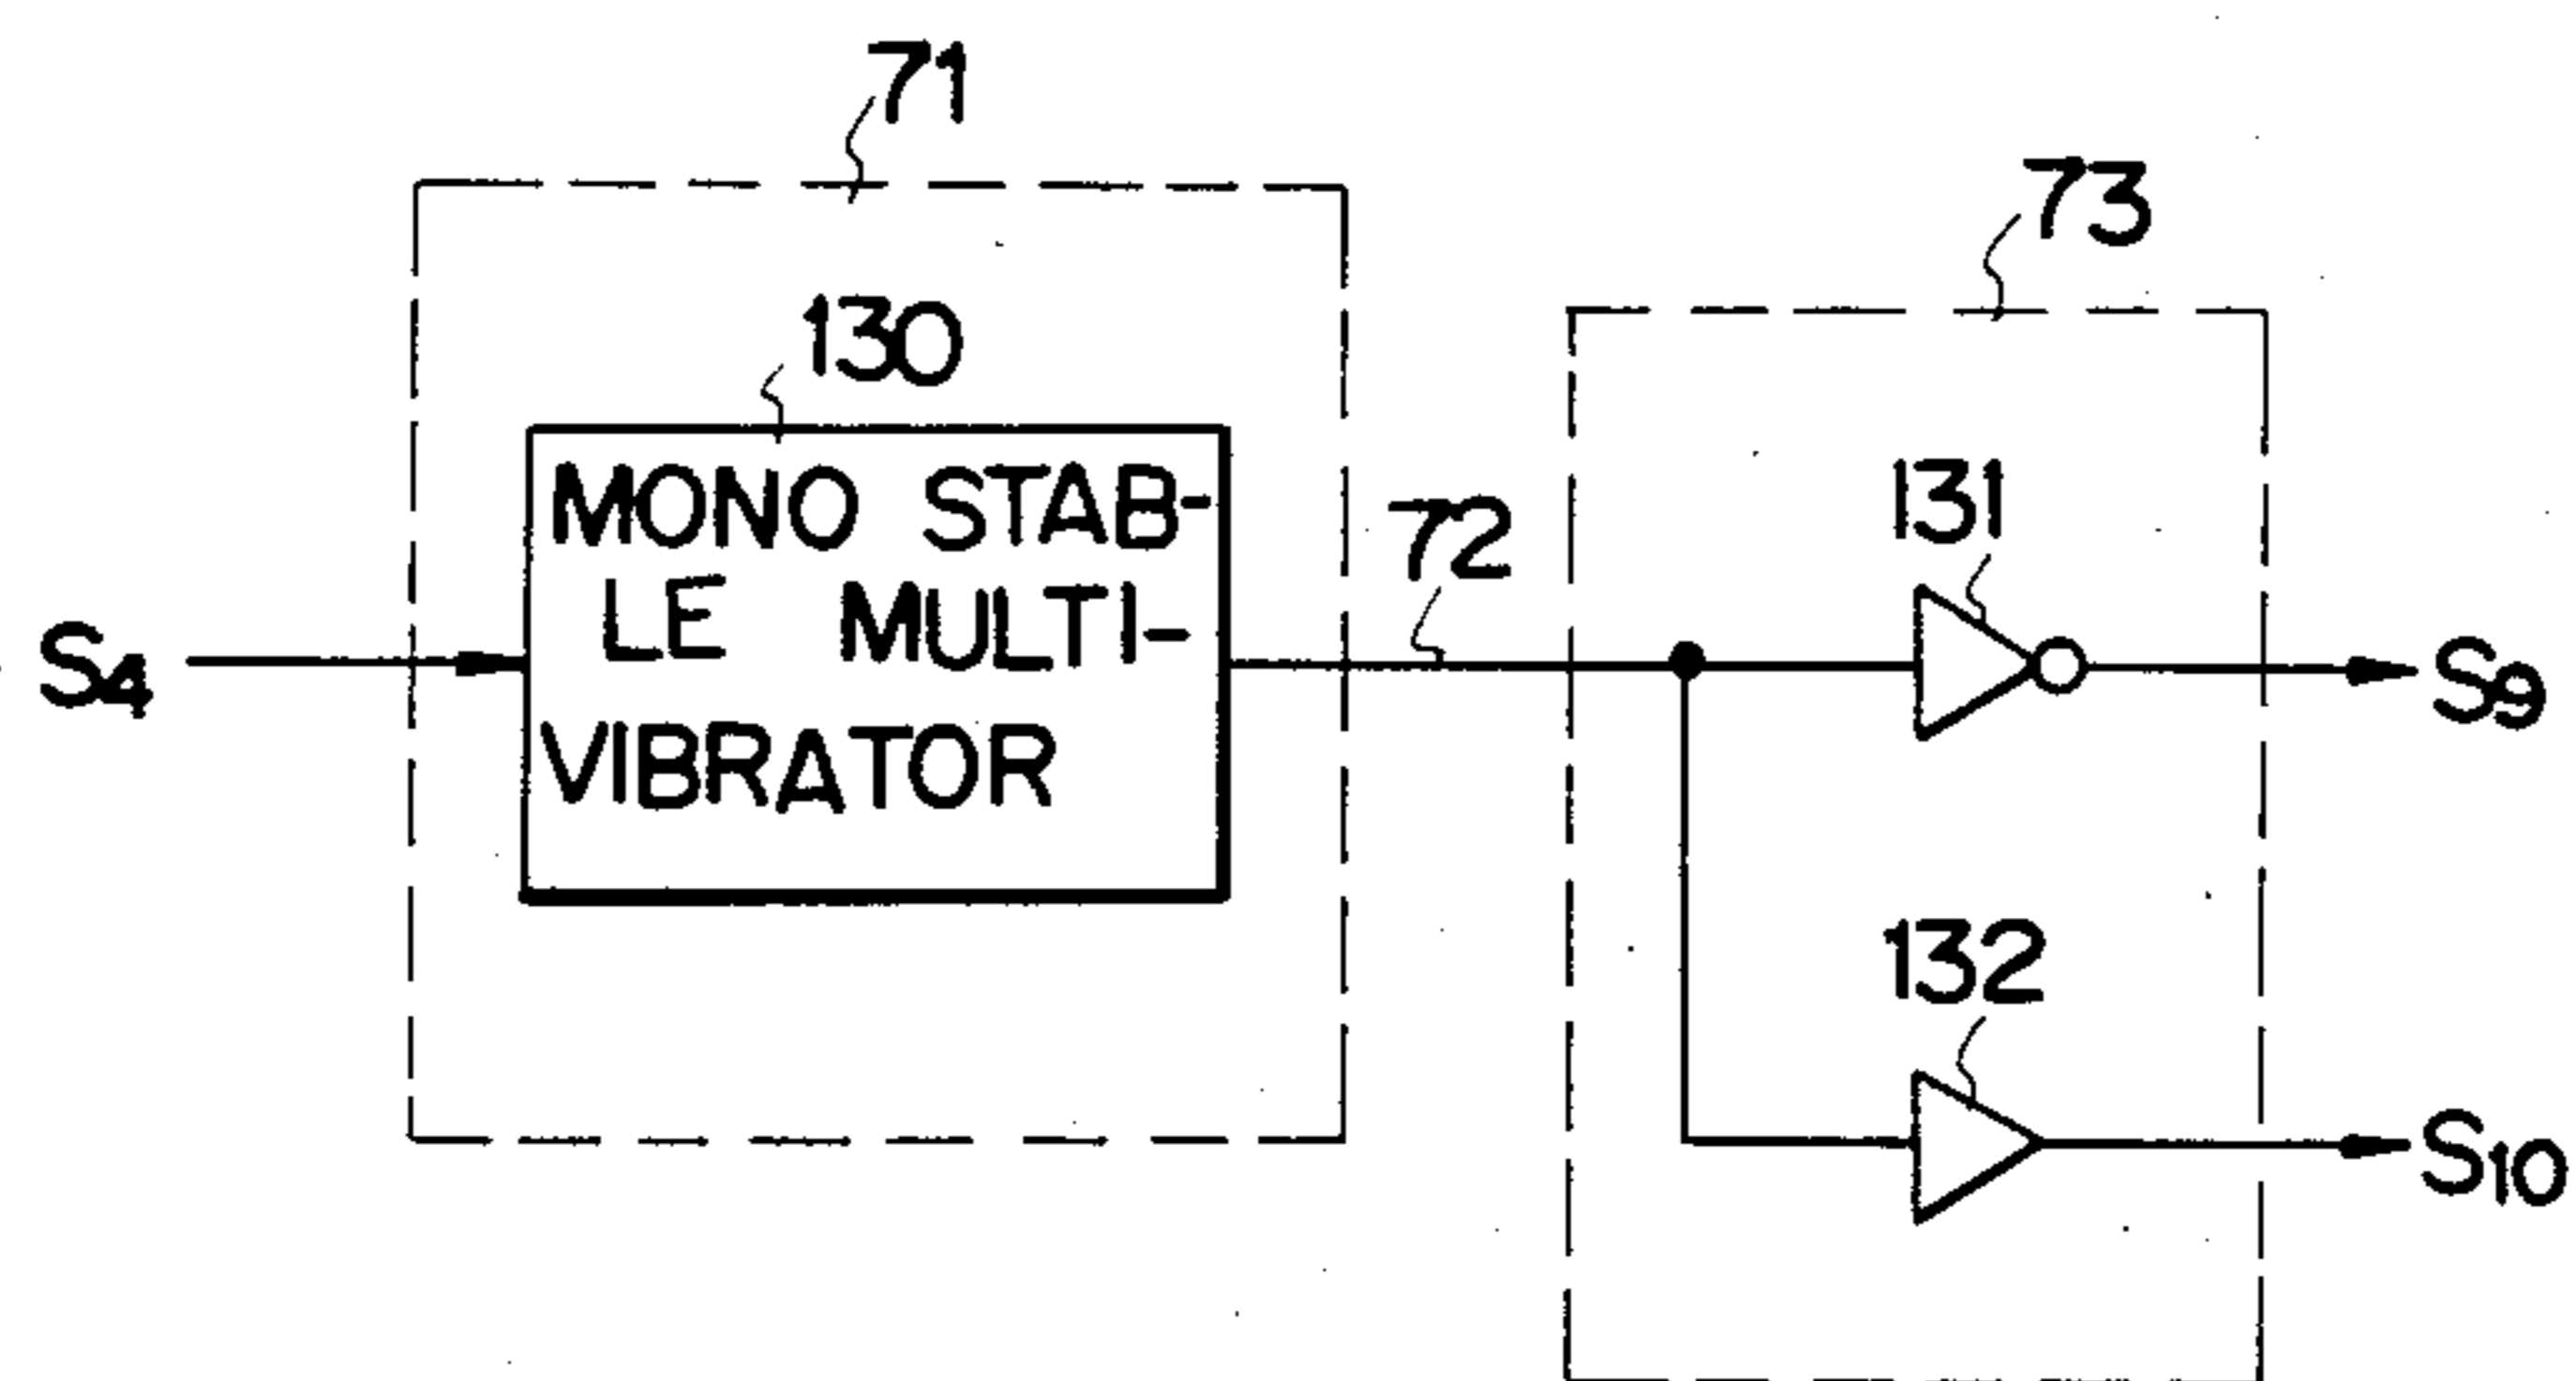 71
73
130
MONO STAB-
LE MULTI-
VIBRATOR
72
131
S4
S9
132
S10